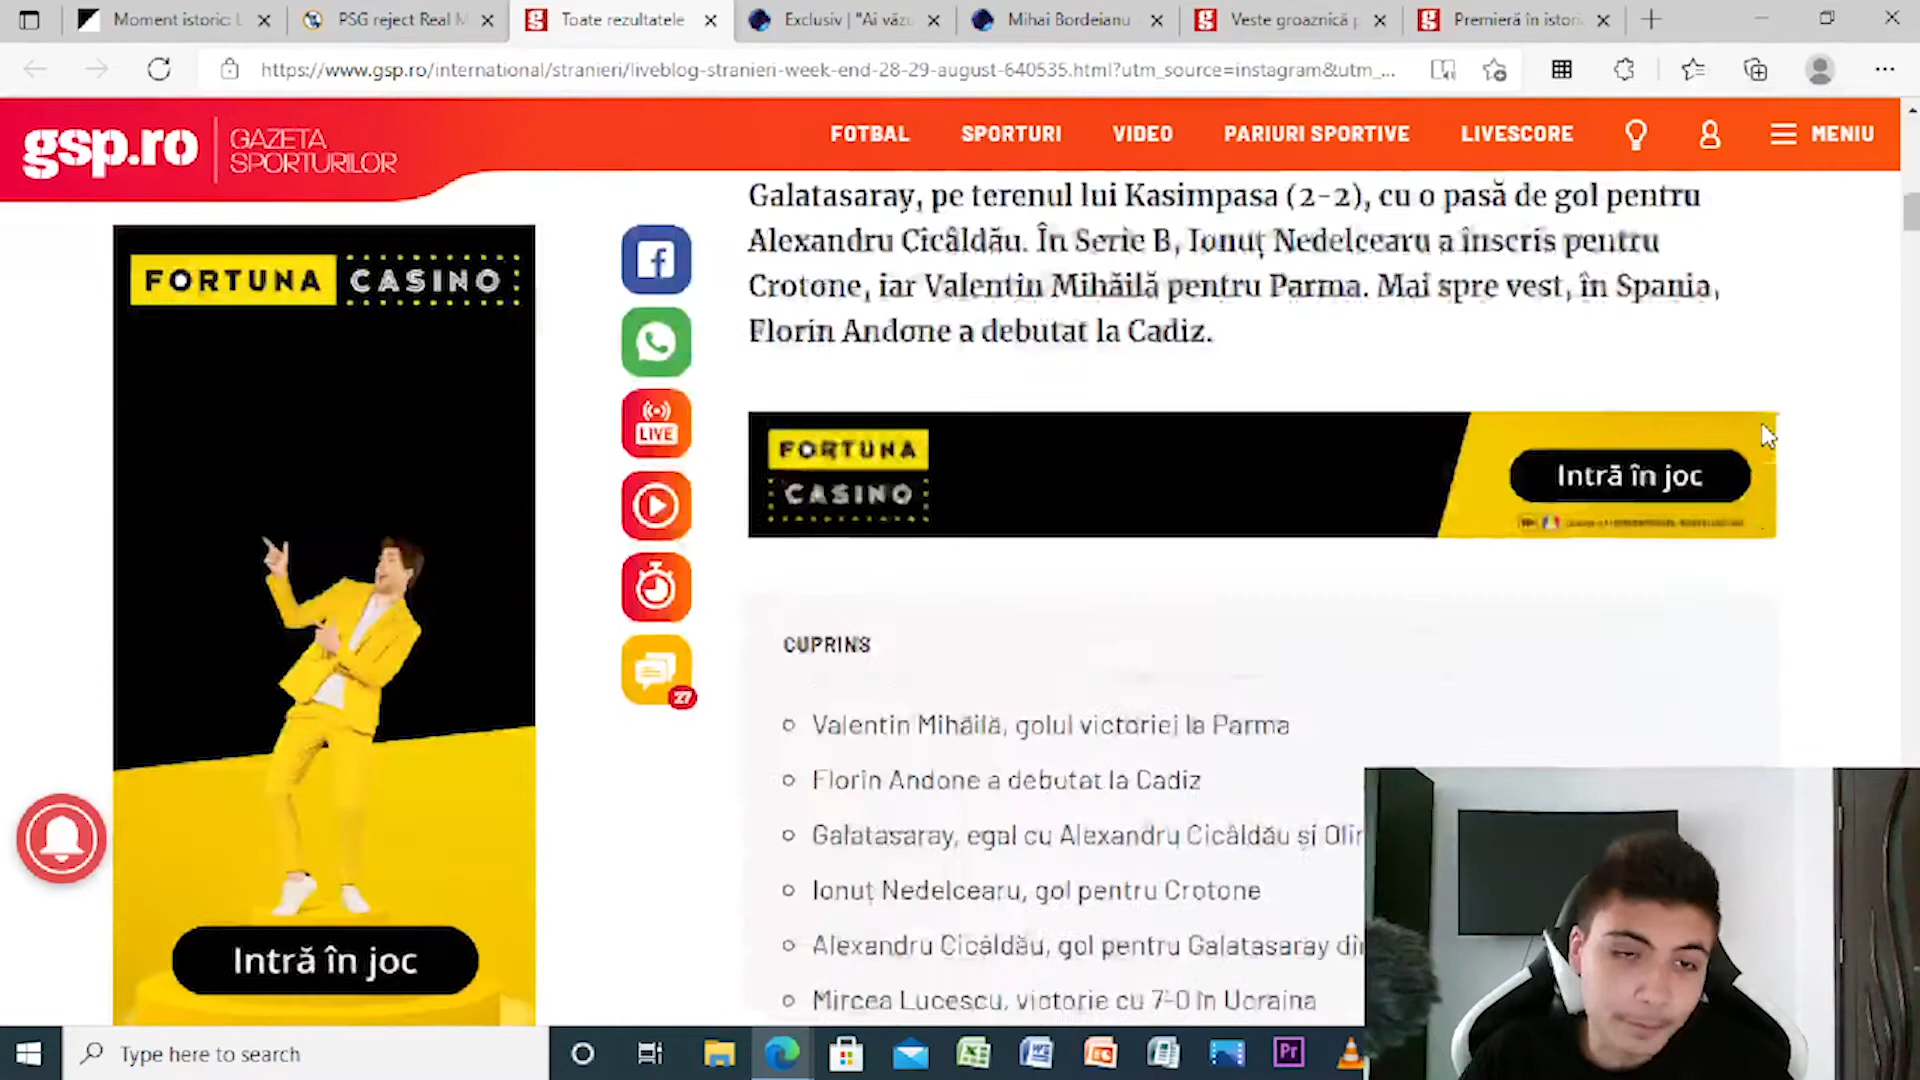 Moment istoric: L
PSG reject Real M
Toate rezultatele
Exclusiv | "Ai văzu
Mihai Bordeianu
Veste groaznică p
Premieră în istori
https://www.gsp.ro/international/stranieri/liveblog-stranieri-week-end-28-29-august-640535.html?utm_source=instagram&utm_...
gsp.ro
GAZETA
SPORTURILOR
FOTBAL
SPORTURI
VIDEO
PARIURI SPORTIVE
LIVESCORE
MENIU
Galatasaray, pe terenul lui Kasimpasa (2-2), cu o pasă de gol pentru
Alexandru Cicâldău. În Serie B, Ionuț Nedelcearu a înscris pentru
Crotone, iar Valentin Mihăilă pentru Parma. Mai spre vest, în Spania,
Florin Andone a debutat la Cadiz.
FORTUNA CASINO
LIVE
27
FORTUNA
CASINO
Intră în joc
CUPRINS
Valentin Mihăilă, golul victoriei la Parma
Florin Andone a debutat la Cadiz
Galatasaray, egal cu Alexandru Cicâldău și Olim
Ionuț Nedelcearu, gol pentru Crotone
Alexandru Cicâldău, gol pentru Galatasaray din
Mircea Lucescu, victorie cu 7-0 în Ucraina
Intră în joc
Type here to search
Pr